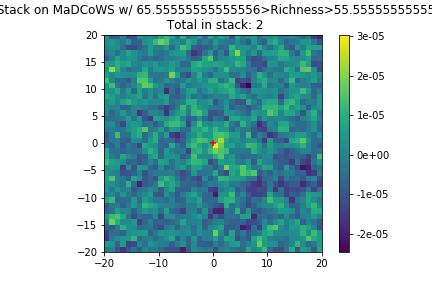 Stack on MaDCoWS w/ 65.55555555555556>Richness>55.5555555555
Total in stack: 2
20
15
10
5
0
−5
−10
−15
−20
−20
−10
0
10
20
3e-05
2e-05
1e-05
0e+00
-1e-05
-2e-05